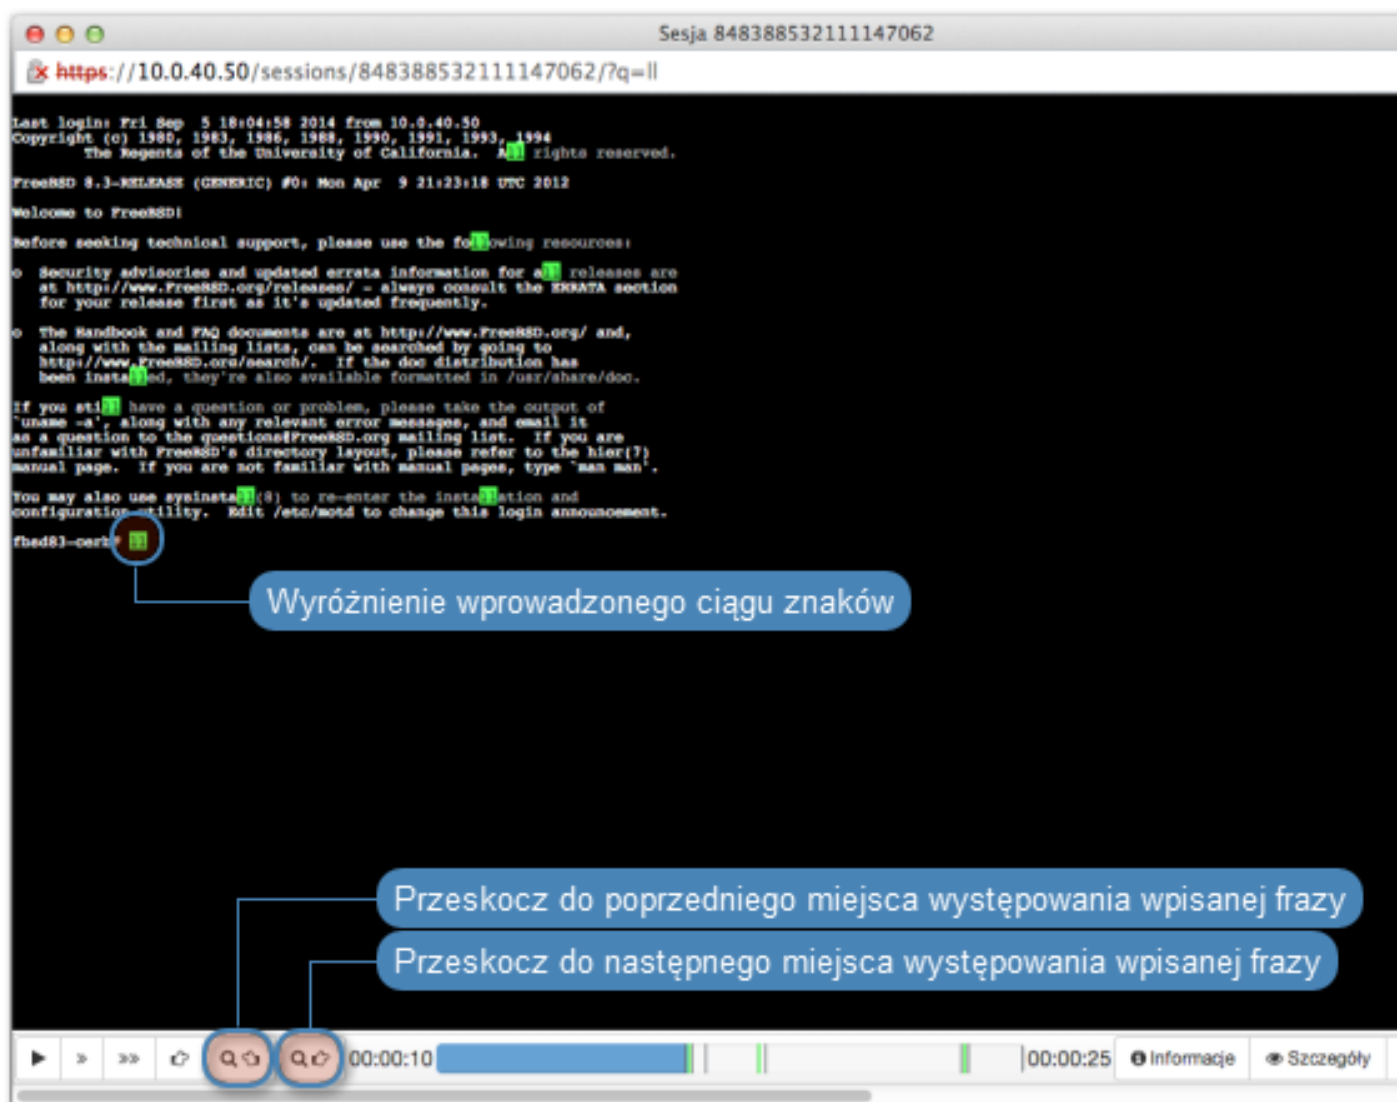 Sesja 848388532111147062
https://10.0.40.50/sessions/848388532111147062/?q=ll
Last login: Fri Sep  5 18:04:58 2014 from 10.0.40.50
Copyright (c) 1980, 1983, 1986, 1988, 1990, 1991, 1993, 1994
The Regents of the University of California.  All rights reserved.
FreeBSD 8.3-RELEASE (GENERIC) #0: Mon Apr  9 21:23:18 UTC 2012
Welcome to FreeBSD!
Before seeking technical support, please use the following resources:
o  Security advisories and updated errata information for all releases are
at http://www.FreeBSD.org/releases/ - always consult the ERRATA section
for your release first as it's updated frequently.
o  The Handbook and FAQ documents are at http://www.FreeBSD.org/ and,
along with the mailing lists, can be searched by going to
http://www.FreeBSD.org/search/.  If the doc distribution has
been installed, they're also available formatted in /usr/share/doc.
If you still have a question or problem, please take the output of
`uname -a', along with any relevant error messages, and email it
as a question to the questions@FreeBSD.org mailing list.  If you are
unfamiliar with FreeBSD's directory layout, please refer to the hier(7)
manual page.  If you are not familiar with manual pages, type `man man'.
You may also use sysinstall(8) to re-enter the installation and
configuration utility.  Edit /etc/motd to change this login announcement.
fbsd83-cerb# ll
Wyróżnienie wprowadzonego ciągu znaków
Przeskocz do poprzedniego miejsca występowania wpisanej frazy
Przeskocz do następnego miejsca występowania wpisanej frazy
00:00:10 00:00:25 Informacje Szczegóły